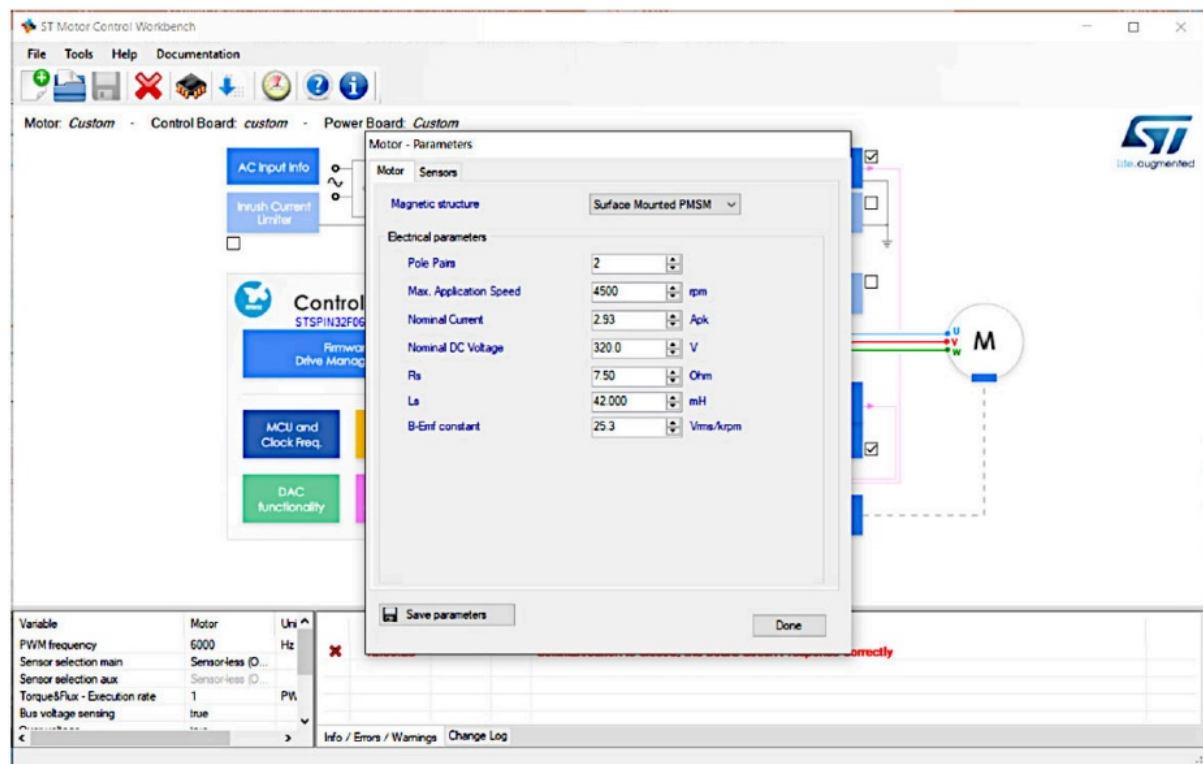 ST Motor Control Workbench
File Tools Help Documentation
Motor: Custom - Control Board: custom - Power Board: Custom
ST
life.augmented
AC Input Info
Inrush Current
Limiter
Control
STSPIN32F06
Drive Manag
MCU and
Clock Freq.
DAC
functionality
Motor - Parameters
Motor Sensors
Magnetic structure Surface Mounted PMSM
Electrical parameters
Pole Pairs 2
Max. Application Speed 4500 rpm
Nominal Current 2.93 Apk
Nominal DC Voltage 320.0 V
Rs 7.50 Ohm
Ls 42.000 mH
B-Emf constant 25.3 Vrms/krpm
Save parameters
Done
U
V
W
M
Variable Motor Uni
PWM frequency 6000 Hz
Sensor selection main Sensor-less (O...
Sensor selection aux Sensor-less (O...
Torque&Flux - Execution rate 1 PW
Bus voltage sensing true
correctly
Info / Errors / Warnings Change Log